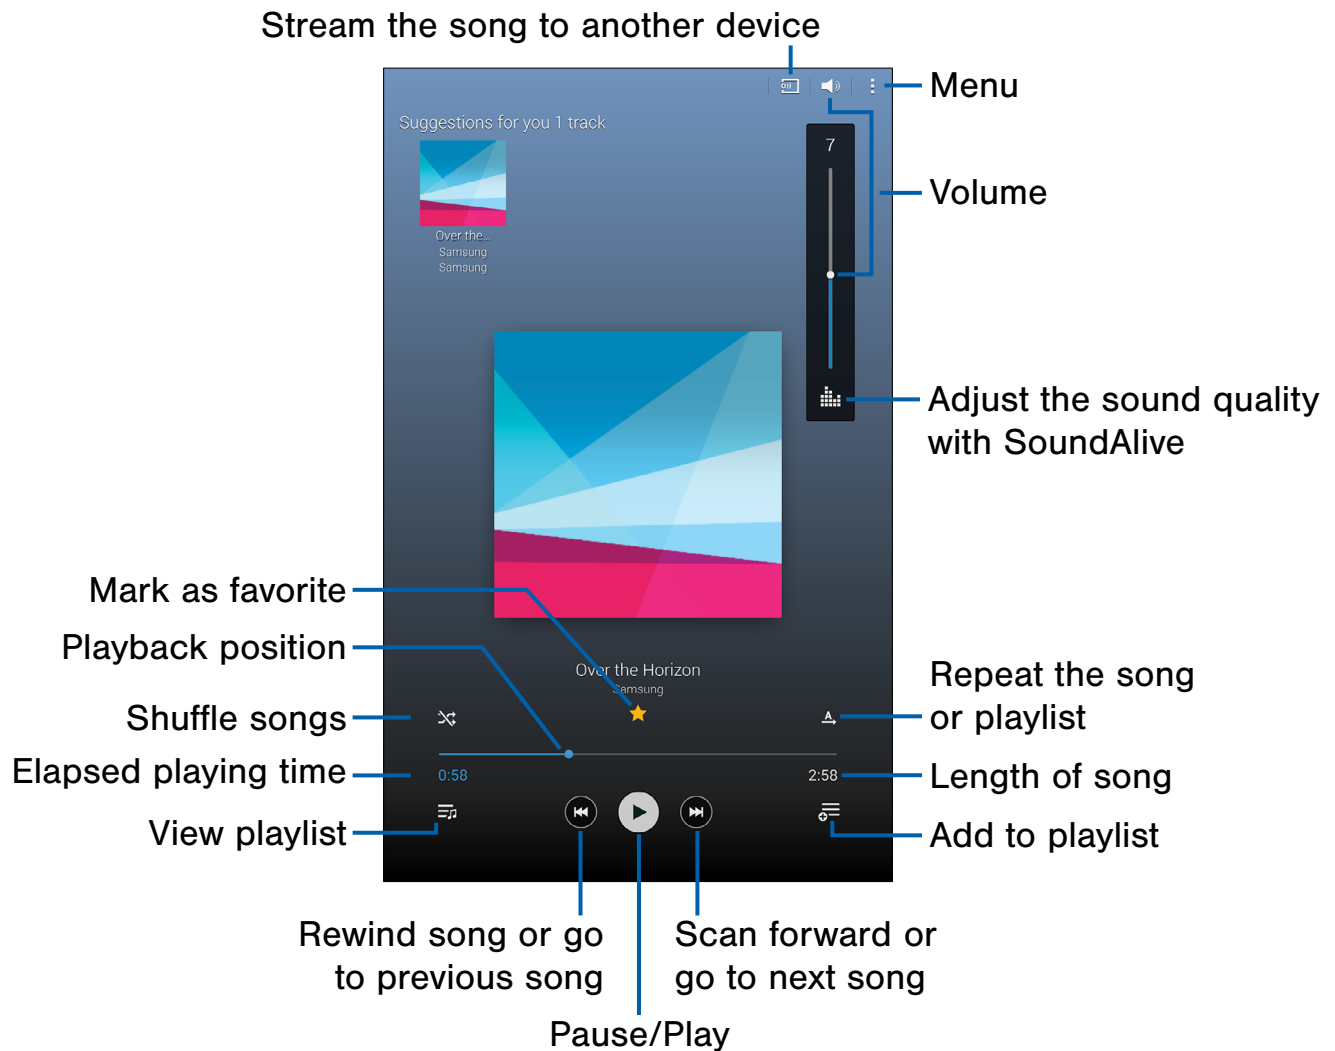 Stream the song to another device
Menu
Suggestions for you 1 track
7
Volume
Over the...
Samsung
Samsung
Adjust the sound quality
with SoundAlive
Mark as favorite
Playback position
Over the Horizon
Samsung
Repeat the song
or playlist
Shuffle songs
A
Elapsed playing time
0:58
2:58
Length of song
View playlist
Add to playlist
Rewind song or go
to previous song
Scan forward or
go to next song
Pause/Play